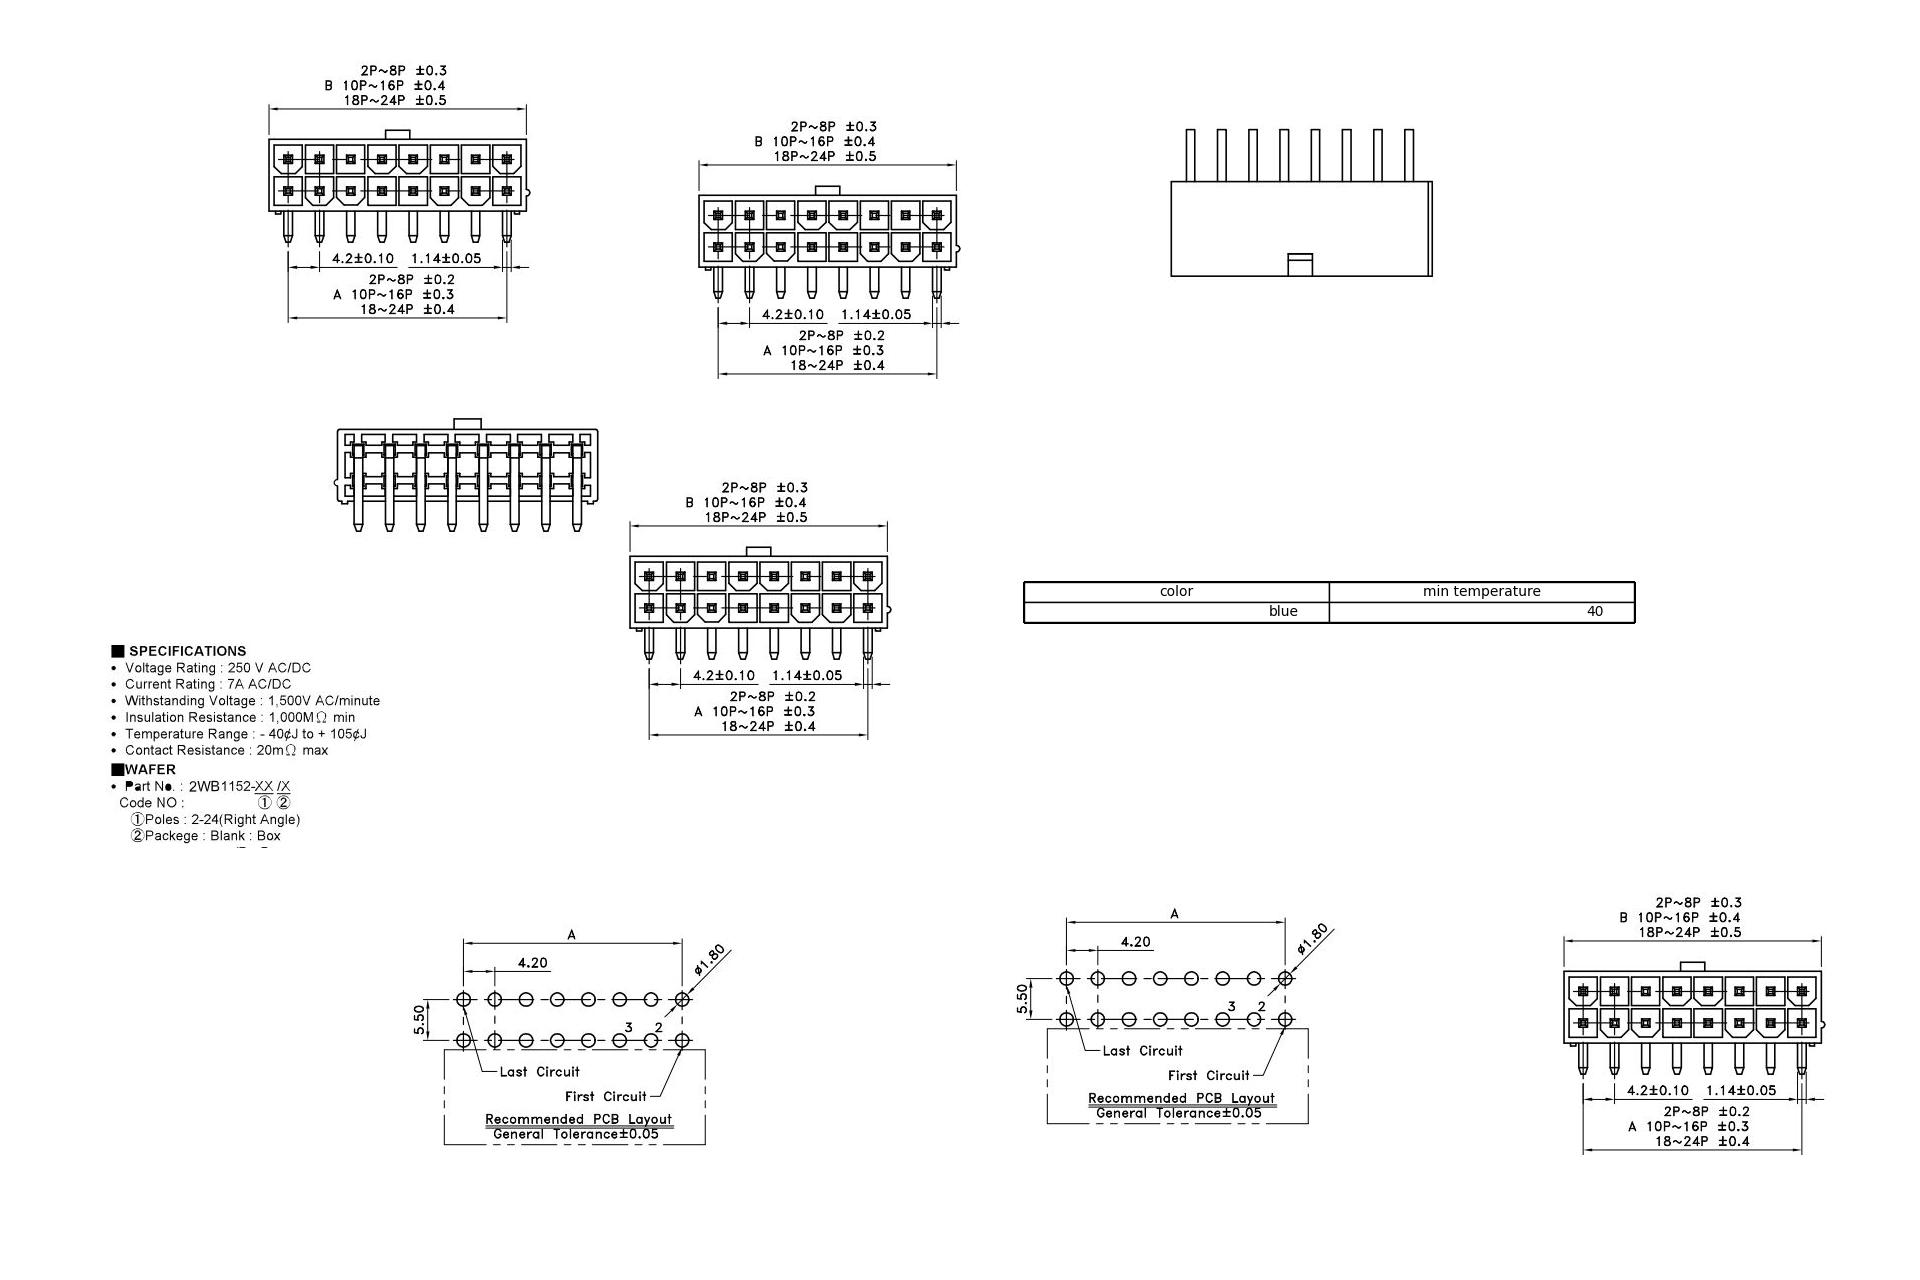 2P~8P ±0.3
B 10P~16P ±0.4
18P~24P ±0.5
4.2±0.10 1.14±0.05
2P~8P ±0.2
A 10P~16P ±0.3
18~24P ±0.4
2P~8P ±0.3
B 10P~16P ±0.4
18P~24P ±0.5
4.2±0.10 1.14±0.05
2P~8P ±0.2
A 10P~16P ±0.3
18~24P ±0.4
2P~8P ±0.3
B 10P~16P ±0.4
18P~24P ±0.5
4.2±0.10 1.14±0.05
2P~8P ±0.2
A 10P~16P ±0.3
18~24P ±0.4
color min temperature
blue 40
■ SPECIFICATIONS
• Voltage Rating : 250 V AC/DC
• Current Rating : 7A AC/DC
• Withstanding Voltage : 1,500V AC/minute
• Insulation Resistance : 1,000MΩ min
• Temperature Range : - 40¢J to + 105¢J
• Contact Resistance : 20mΩ max
■WAFER
• Part No. : 2WB1152-XX /X
Code NO : ① ②
①Poles : 2-24(Right Angle)
②Packege : Blank : Box
A
4.20
ø1.80
5.50
3 2
Last Circuit
First Circuit
Recommended PCB Layout
General Tolerance±0.05
A
4.20
ø1.80
5.50
3 2
Last Circuit
First Circuit
Recommended PCB Layout
General Tolerance±0.05
2P~8P ±0.3
B 10P~16P ±0.4
18P~24P ±0.5
4.2±0.10 1.14±0.05
2P~8P ±0.2
A 10P~16P ±0.3
18~24P ±0.4